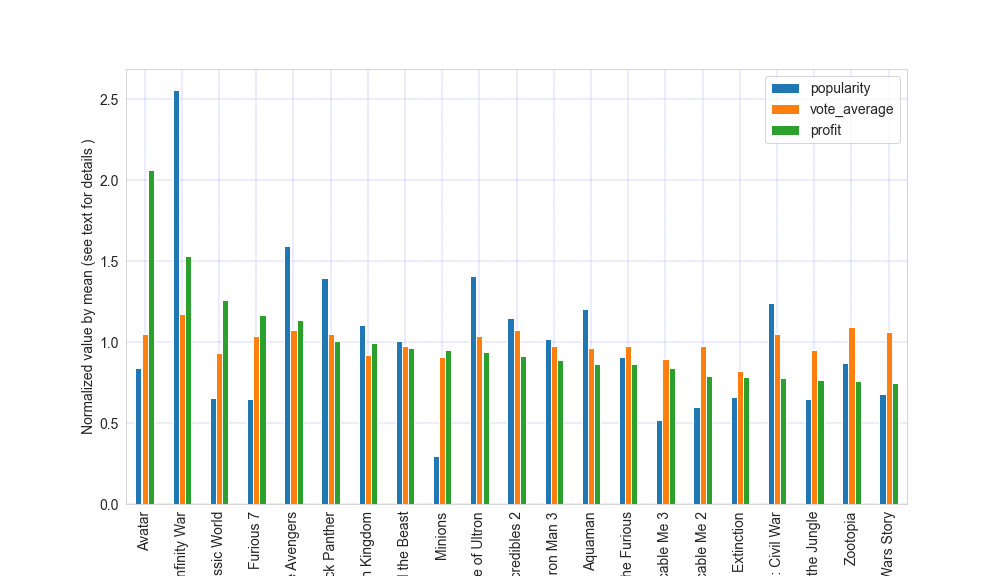 popularity
vote_average
profit
Normalized value by mean (see text for details )
2.5
2.0
1.5
1.0
0.5
0.0
Avatar
Infinity War
ssic World
Furious 7
e Avengers
ck Panther
n Kingdom
d the Beast
Minions
e of Ultron
credibles 2
Iron Man 3
Aquaman
he Furious
cable Me 3
cable Me 2
Extinction
: Civil War
the Jungle
Zootopia
Wars Story